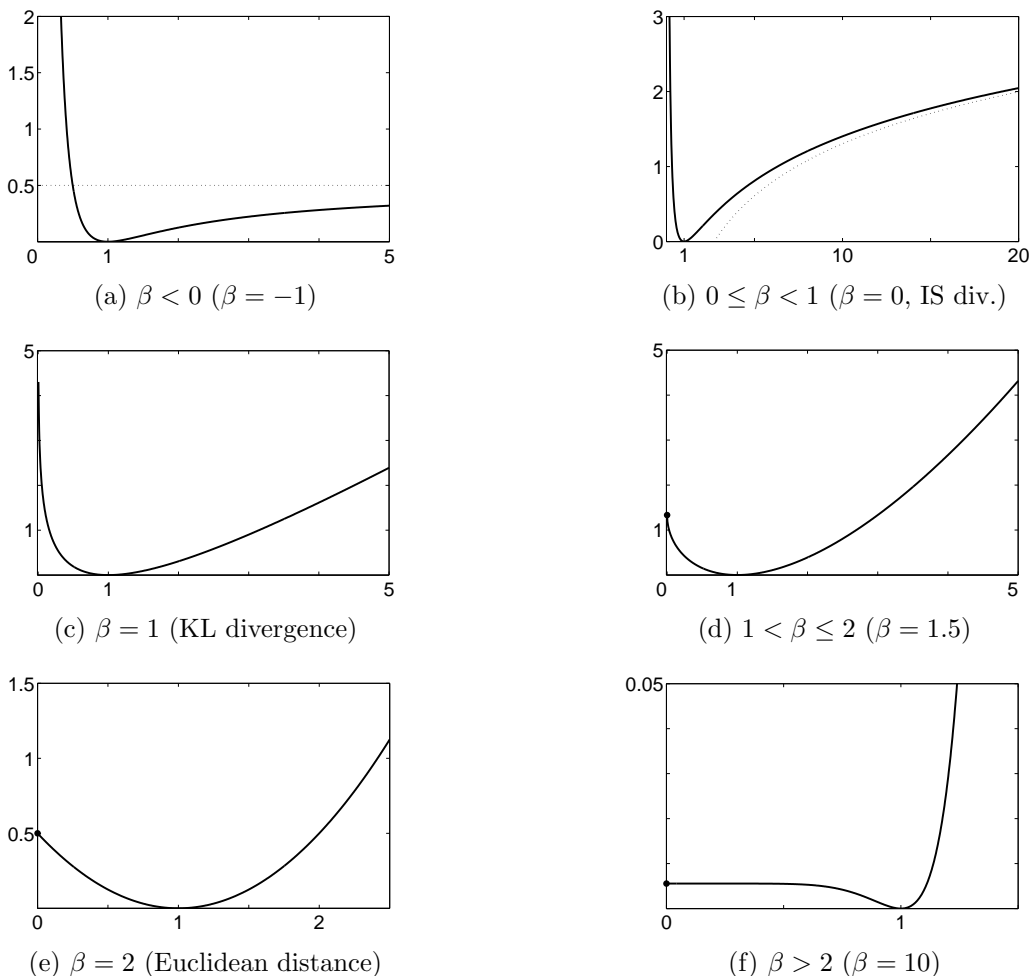 2
1.5
1
0.5
0 1 5
(a) β < 0 (β = −1)
3
2
1
0
1 10 20
(b) 0 ≤ β < 1 (β = 0, IS div.)
5
1
0 1 5
(c) β = 1 (KL divergence)
5
1
0 1 5
(d) 1 < β ≤ 2 (β = 1.5)
1.5
1
0.5
0 1 2
(e) β = 2 (Euclidean distance)
0.05
0 1
(f) β > 2 (β = 10)